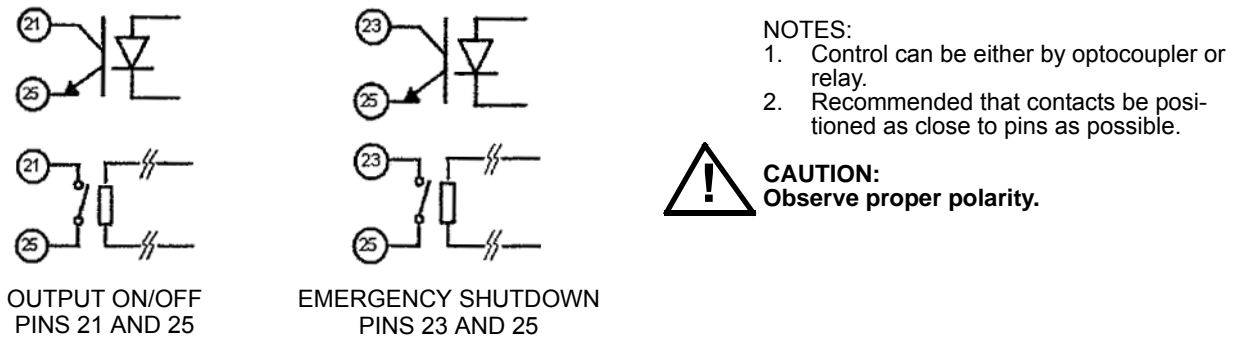 21
25
21
25
OUTPUT ON/OFF
PINS 21 AND 25
23
25
23
25
EMERGENCY SHUTDOWN
PINS 23 AND 25
NOTES:
1. Control can be either by optocoupler or
relay.
2. Recommended that contacts be posi-
tioned as close to pins as possible.
!
CAUTION:
Observe proper polarity.